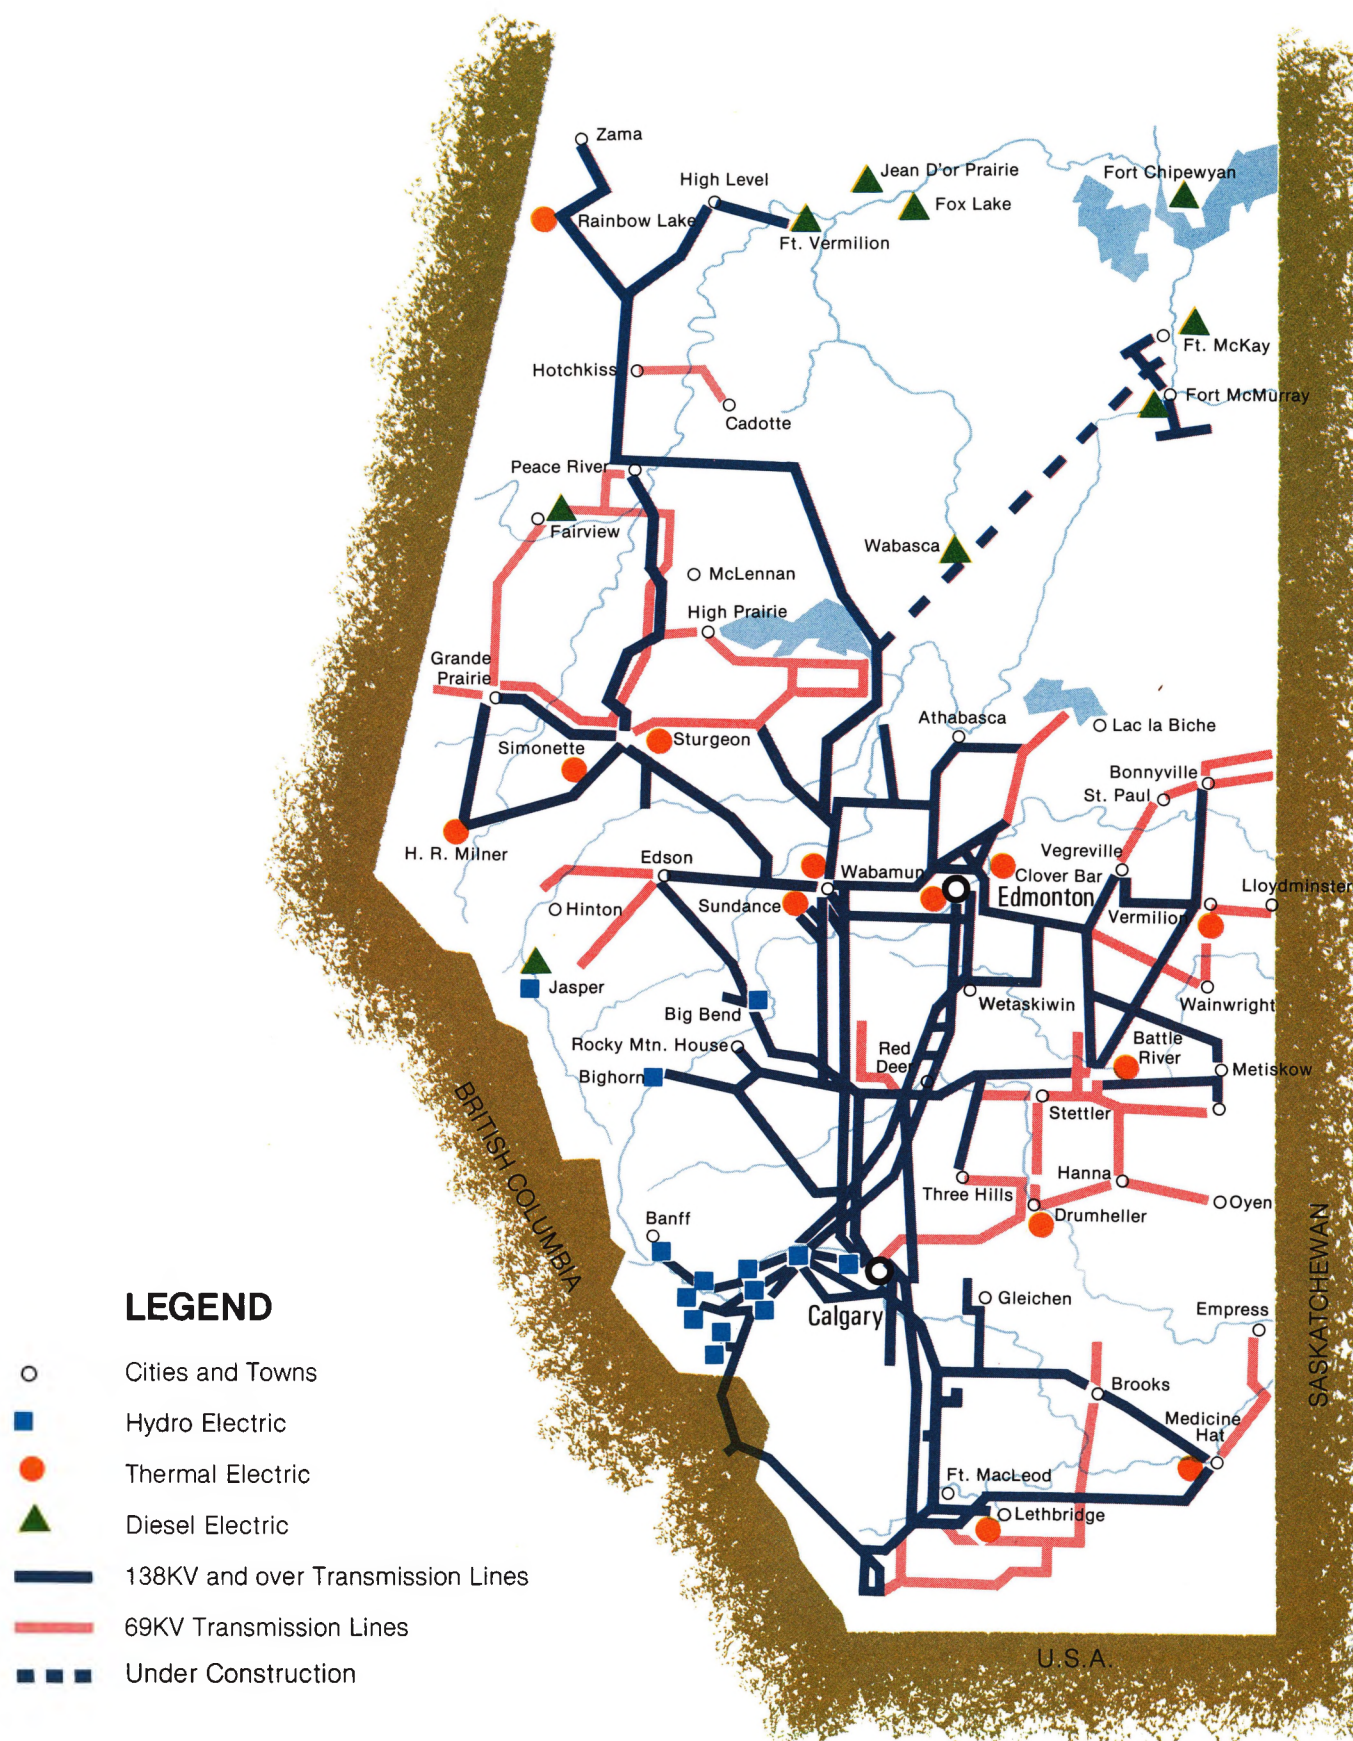 Zama
High Level
Jean D'or Prairie
Fort Chipewyan
Rainbow Lake
Fox Lake
Ft. Vermilion
Ft. McKay
Hotchkiss
Fort McMurray
Cadotte
Peace River
Fairview
Wabasca
McLennan
High Prairie
Grande
Prairie
Athabasca
Lac la Biche
Simonette
Sturgeon
Bonnyville
St. Paul
H. R. Milner
Edson
Wabamun
Vegreville
Clover Bar
Edmonton
Lloydminster
Hinton
Sundance
Vermilion
Jasper
Big Bend
Wetaskiwin
Wainwright
Rocky Mtn. House
Red
Deer
Battle
River
Bighorn
Metiskow
Stettler
BRITISH COLUMBIA
Three Hills
Hanna
Oyen
Banff
Drumheller
SASKATCHEWAN
Calgary
Gleichen
Empress
Brooks
Medicine
Hat
Ft. MacLeod
Lethbridge
U.S.A.
LEGEND
Cities and Towns
Hydro Electric
Thermal Electric
Diesel Electric
138KV and over Transmission Lines
69KV Transmission Lines
Under Construction